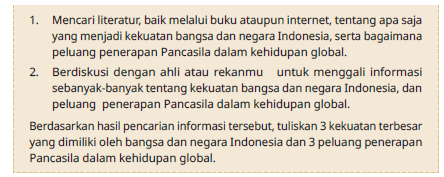 1. Mencari literatur, baik melalui buku ataupun internet, tentang apa saja
yang menjadi kekuatan bangsa dan negara Indonesia, serta bagaimana
peluang penerapan Pancasila dalam kehidupan global.
2. Berdiskusi dengan ahli atau rekanmu untuk menggali informasi
sebanyak-banyak tentang kekuatan bangsa dan negara Indonesia, dan
peluang penerapan Pancasila dalam kehidupan global.
Berdasarkan hasil pencarian informasi tersebut, tuliskan 3 kekuatan terbesar
yang dimiliki oleh bangsa dan negara Indonesia dan 3 peluang penerapan
Pancasila dalam kehidupan global.